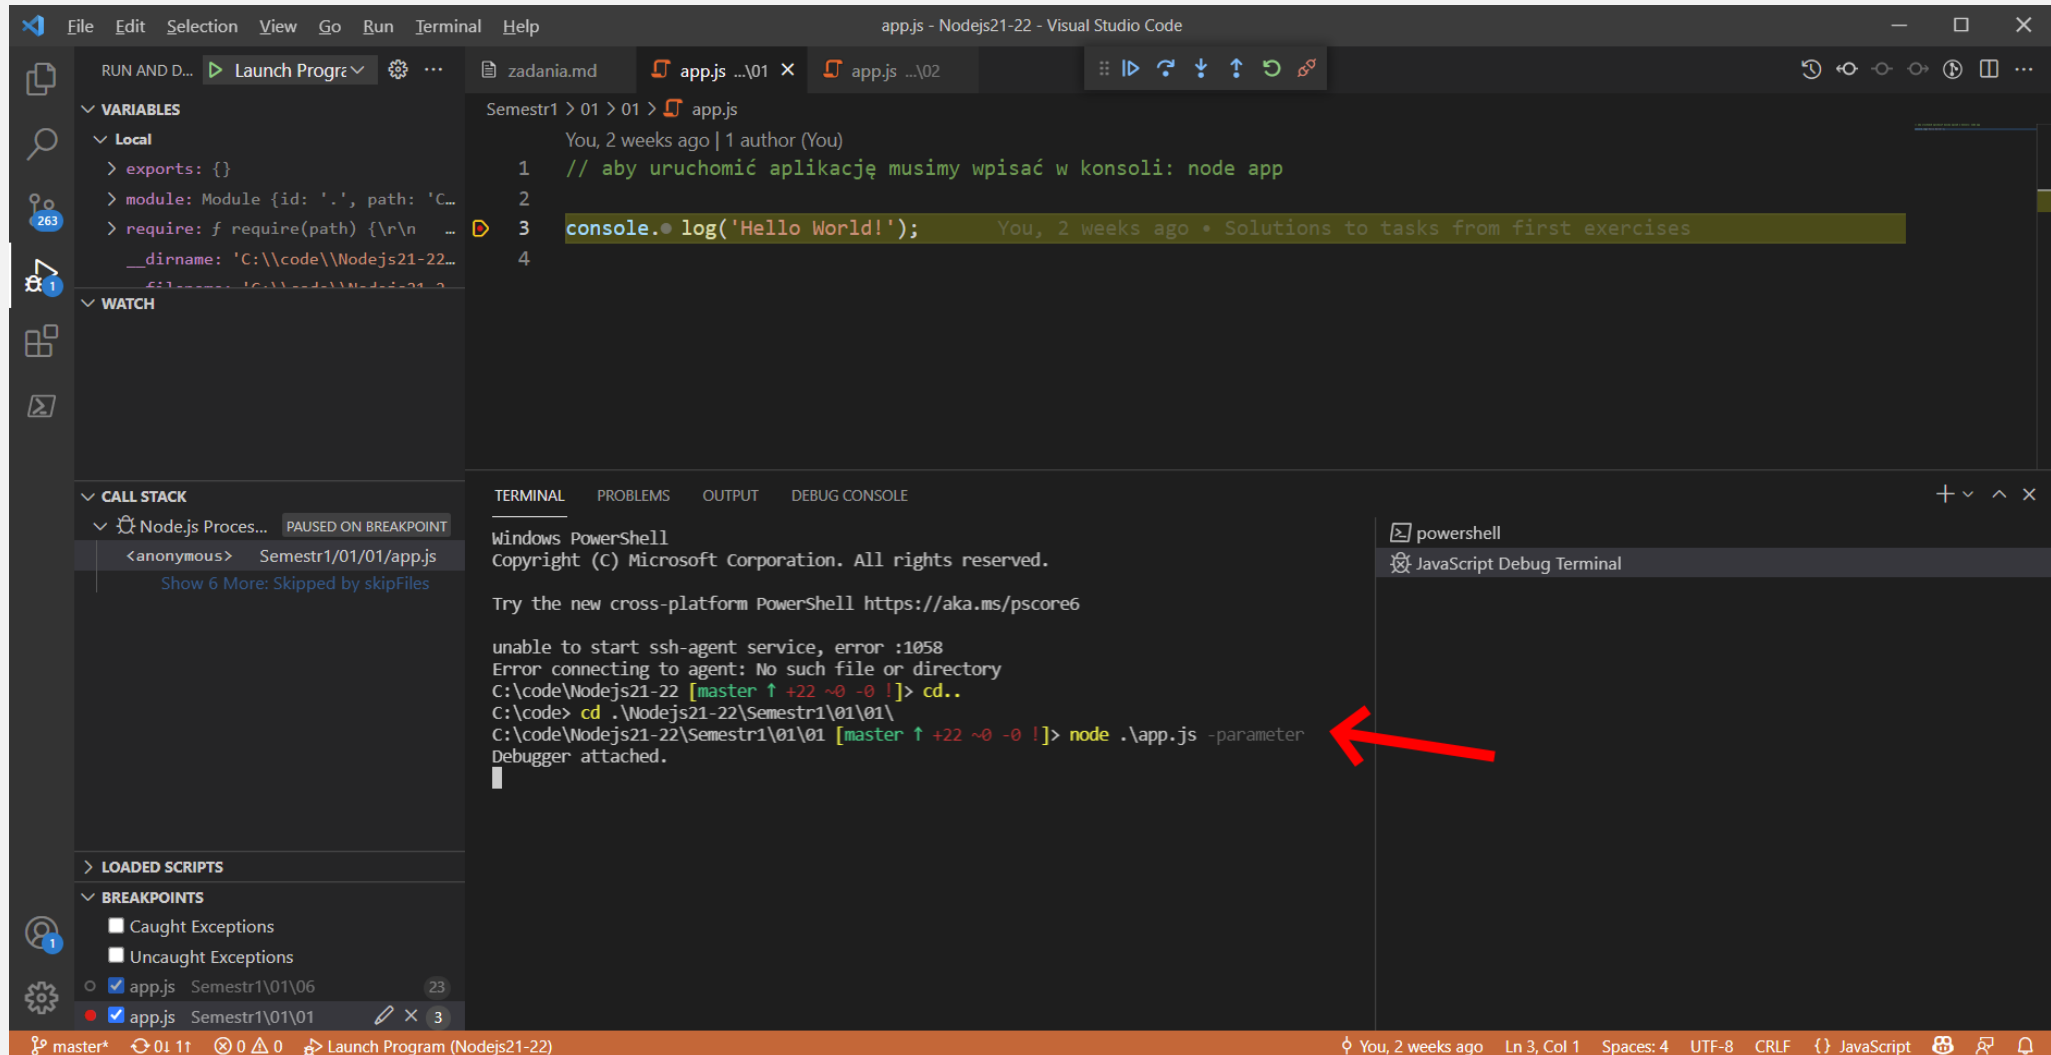 File Edit Selection View Go Run Terminal Help
app.js - Nodejs21-22 - Visual Studio Code
RUN AND D... Launch Progra
zadania.md
app.js ...\01
app.js ...\02
VARIABLES
Local
exports: {}
module: Module {id: '.', path: 'C…
require: ƒ require(path) {\r\n …
__dirname: 'C:\\code\\Nodejs21-22…
WATCH
CALL STACK
Node.js Proces... PAUSED ON BREAKPOINT
<anonymous> Semestr1/01/01/app.js
Show 6 More: Skipped by skipFiles
LOADED SCRIPTS
BREAKPOINTS
Caught Exceptions
Uncaught Exceptions
app.js Semestr1\01\06 23
app.js Semestr1\01\01 3
263
1
1
Semestr1 > 01 > 01 > app.js
You, 2 weeks ago | 1 author (You)
1 // aby uruchomić aplikację musimy wpisać w konsoli: node app
2
3 console. log('Hello World!'); You, 2 weeks ago • Solutions to tasks from first exercises
4
TERMINAL PROBLEMS OUTPUT DEBUG CONSOLE
Windows PowerShell
Copyright (C) Microsoft Corporation. All rights reserved.
Try the new cross-platform PowerShell https://aka.ms/pscore6
unable to start ssh-agent service, error :1058
Error connecting to agent: No such file or directory
C:\code\Nodejs21-22 [master ↑ +22 ~0 -0 !]> cd..
C:\code> cd .\Nodejs21-22\Semestr1\01\01\
C:\code\Nodejs21-22\Semestr1\01\01 [master ↑ +22 ~0 -0 !]> node .\app.js -parameter
Debugger attached.
powershell
JavaScript Debug Terminal
master* 0↓ 1↑ 0 0 Launch Program (Nodejs21-22)
You, 2 weeks ago Ln 3, Col 1 Spaces: 4 UTF-8 CRLF {} JavaScript